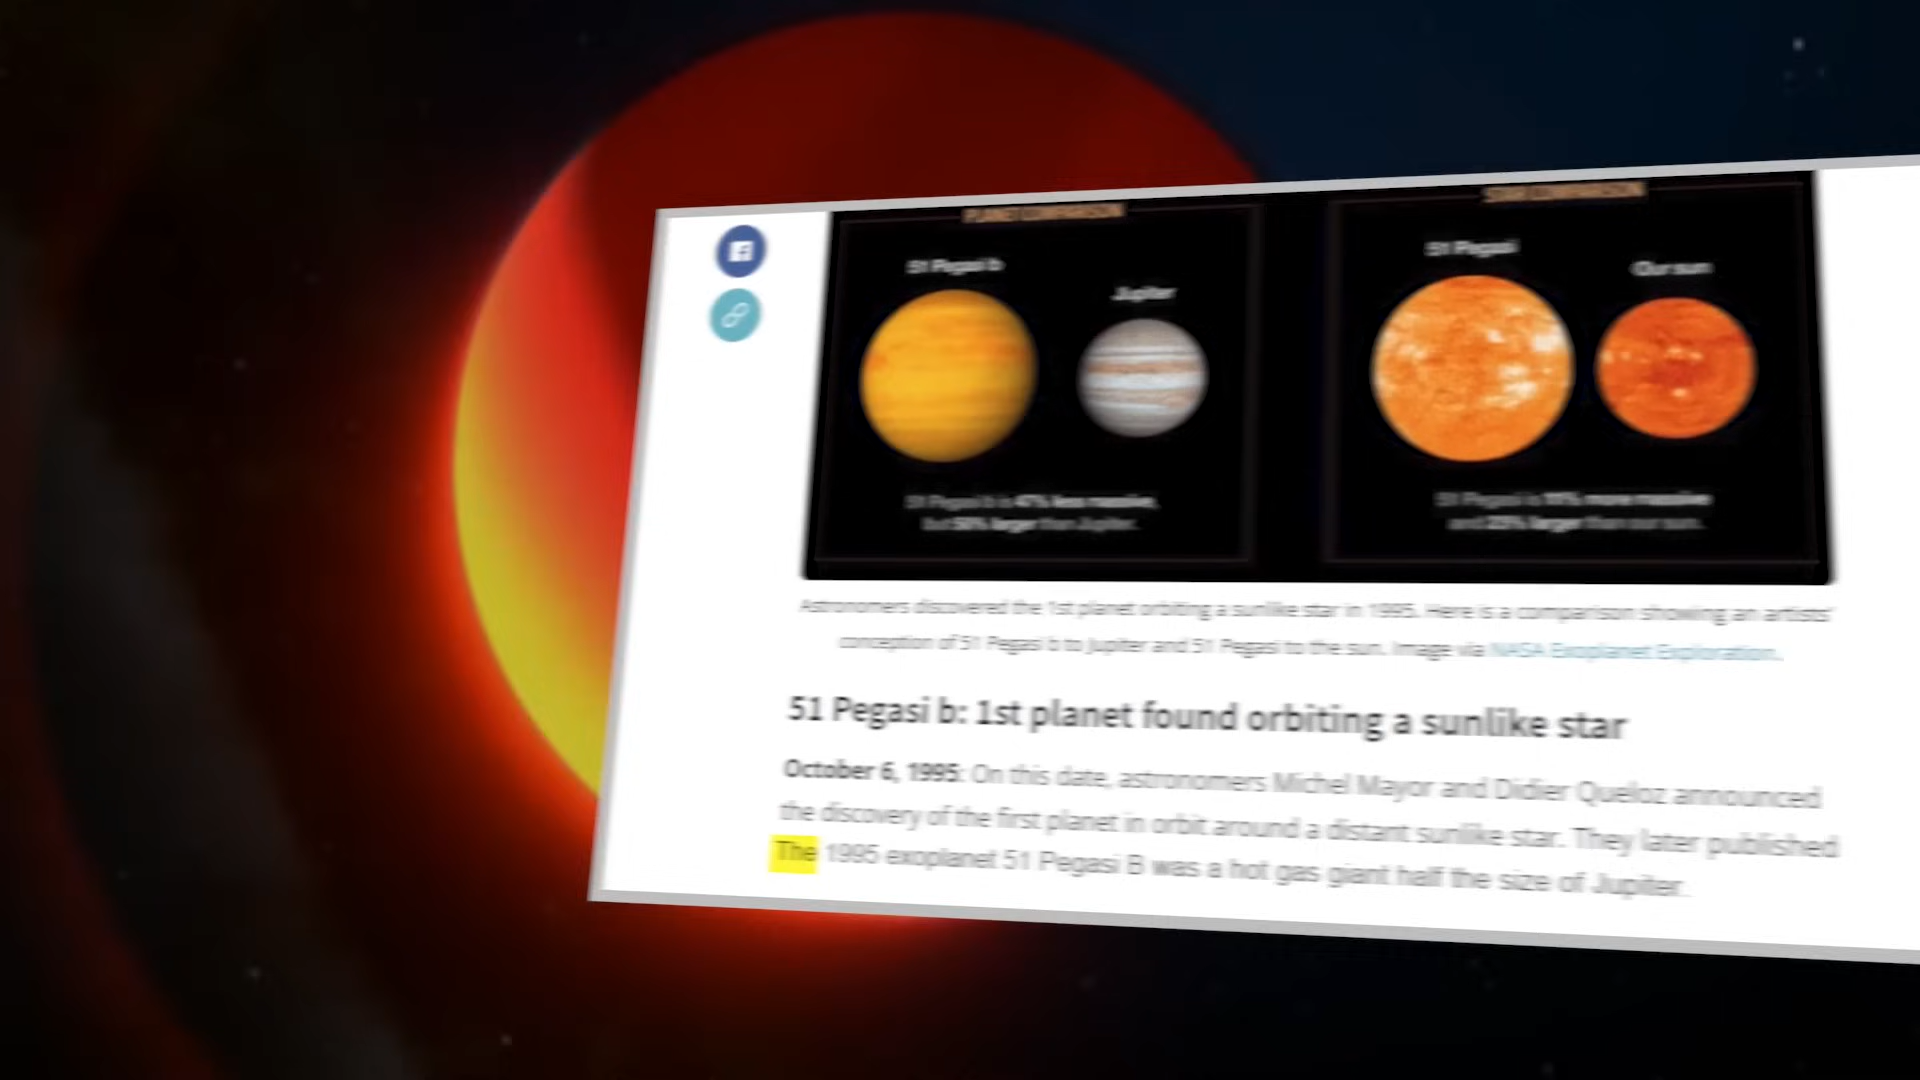 PLANET COMPARISON
STAR COMPARISON
51 Pegasi b
Jupiter
51 Pegasi
Our sun
51 Pegasi b is 47% less massive,
but 50% larger than Jupiter.
51 Pegasi is 11% more massive
and 23% larger than our sun.
Astronomers discovered the 1st planet orbiting a sunlike star in 1995. Here is a comparison showing an artists'
conception of 51 Pegasi b to Jupiter and 51 Pegasi to the sun. Image via NASA Exoplanet Exploration.
51 Pegasi b: 1st planet found orbiting a sunlike star
October 6, 1995: On this date, astronomers Michel Mayor and Didier Queloz announced
the discovery of the first planet in orbit around a distant sunlike star. They later published
The 1995 exoplanet 51 Pegasi B was a hot gas giant half the size of Jupiter.